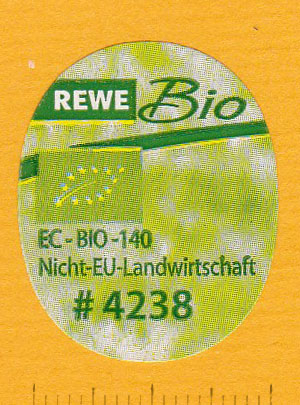 REWE Bio
EC-BIO-140
Nicht-EU-Landwirtschaft
# 4238